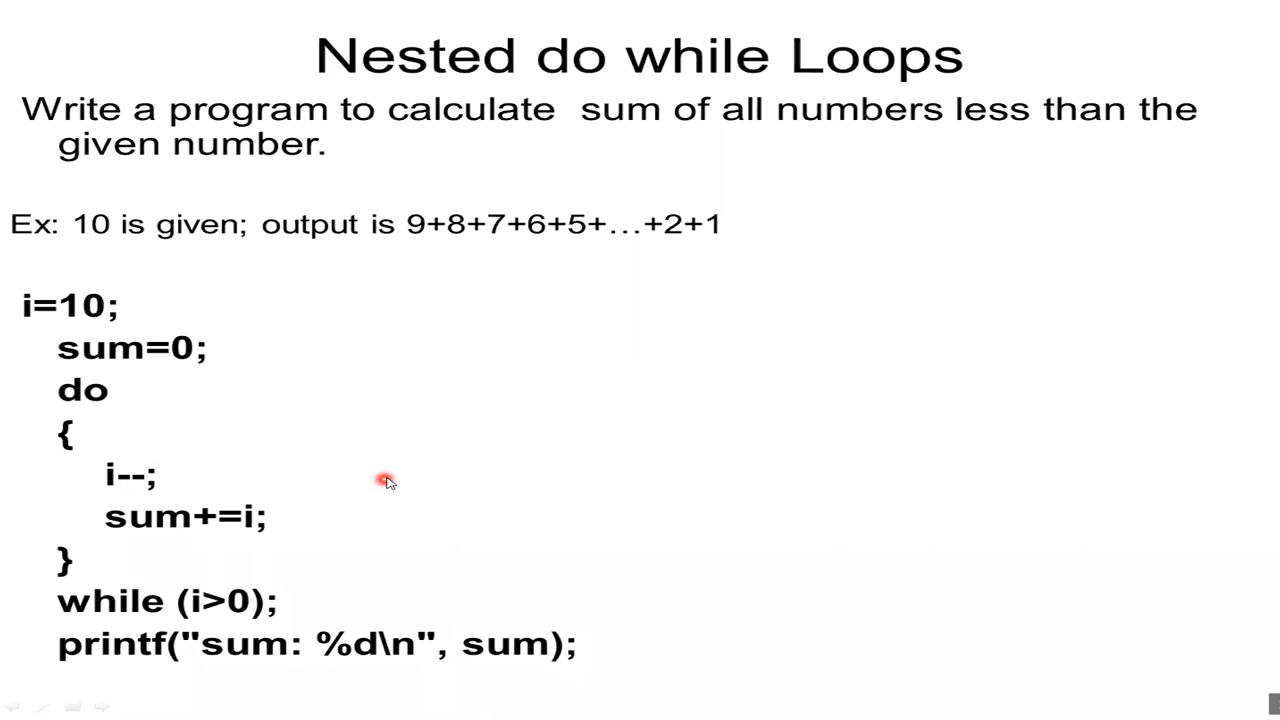 Nested do while Loops
Write a program to calculate  sum of all numbers less than the
given number.
Ex: 10 is given; output is 9+8+7+6+5+…+2+1
i=10;
sum=0;
do
{
i--;
sum+=i;
}
while (i>0);
printf("sum: %d\n", sum);